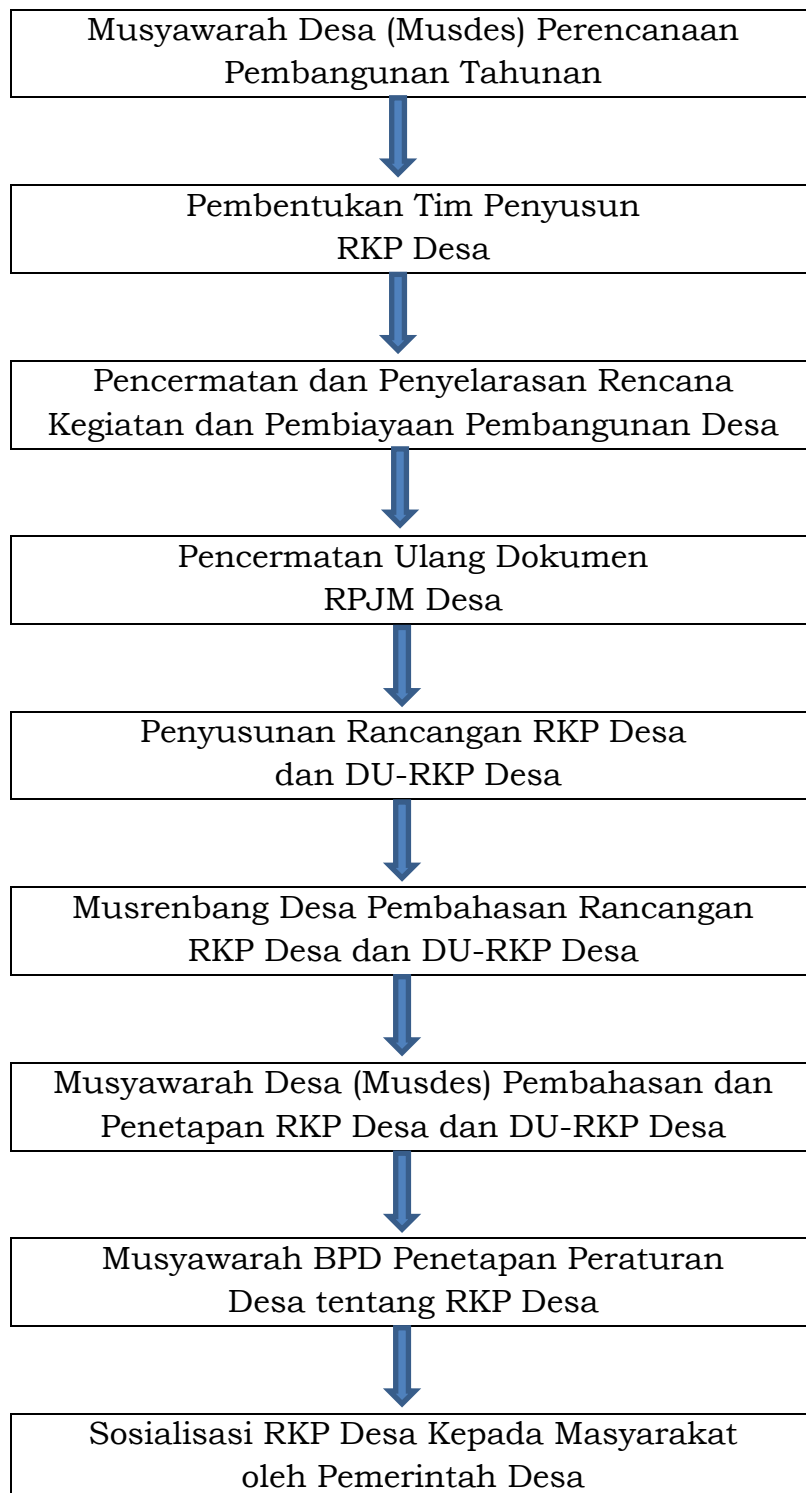 Musyawarah Desa (Musdes) Perencanaan
Pembangunan Tahunan
Pembentukan Tim Penyusun
RKP Desa
Pencermatan dan Penyelarasan Rencana
Kegiatan dan Pembiayaan Pembangunan Desa
Pencermatan Ulang Dokumen
RPJM Desa
Penyusunan Rancangan RKP Desa
dan DU-RKP Desa
Musrenbang Desa Pembahasan Rancangan
RKP Desa dan DU-RKP Desa
Musyawarah Desa (Musdes) Pembahasan dan
Penetapan RKP Desa dan DU-RKP Desa
Musyawarah BPD Penetapan Peraturan
Desa tentang RKP Desa
Sosialisasi RKP Desa Kepada Masyarakat
oleh Pemerintah Desa